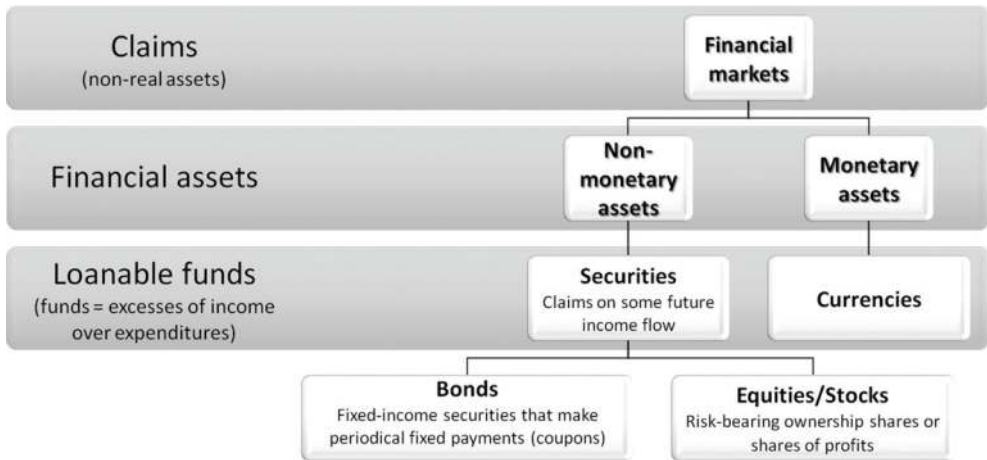 Claims
(non-real assets)
Financial
markets
Financial assets
Non-
monetary
assets
Monetary
assets
Loanable funds
(funds = excesses of income
over expenditures)
Securities
Claims on some future
income flow
Currencies
Bonds
Fixed-income securities that make
periodical fixed payments (coupons)
Equities/Stocks
Risk-bearing ownership shares or
shares of profits